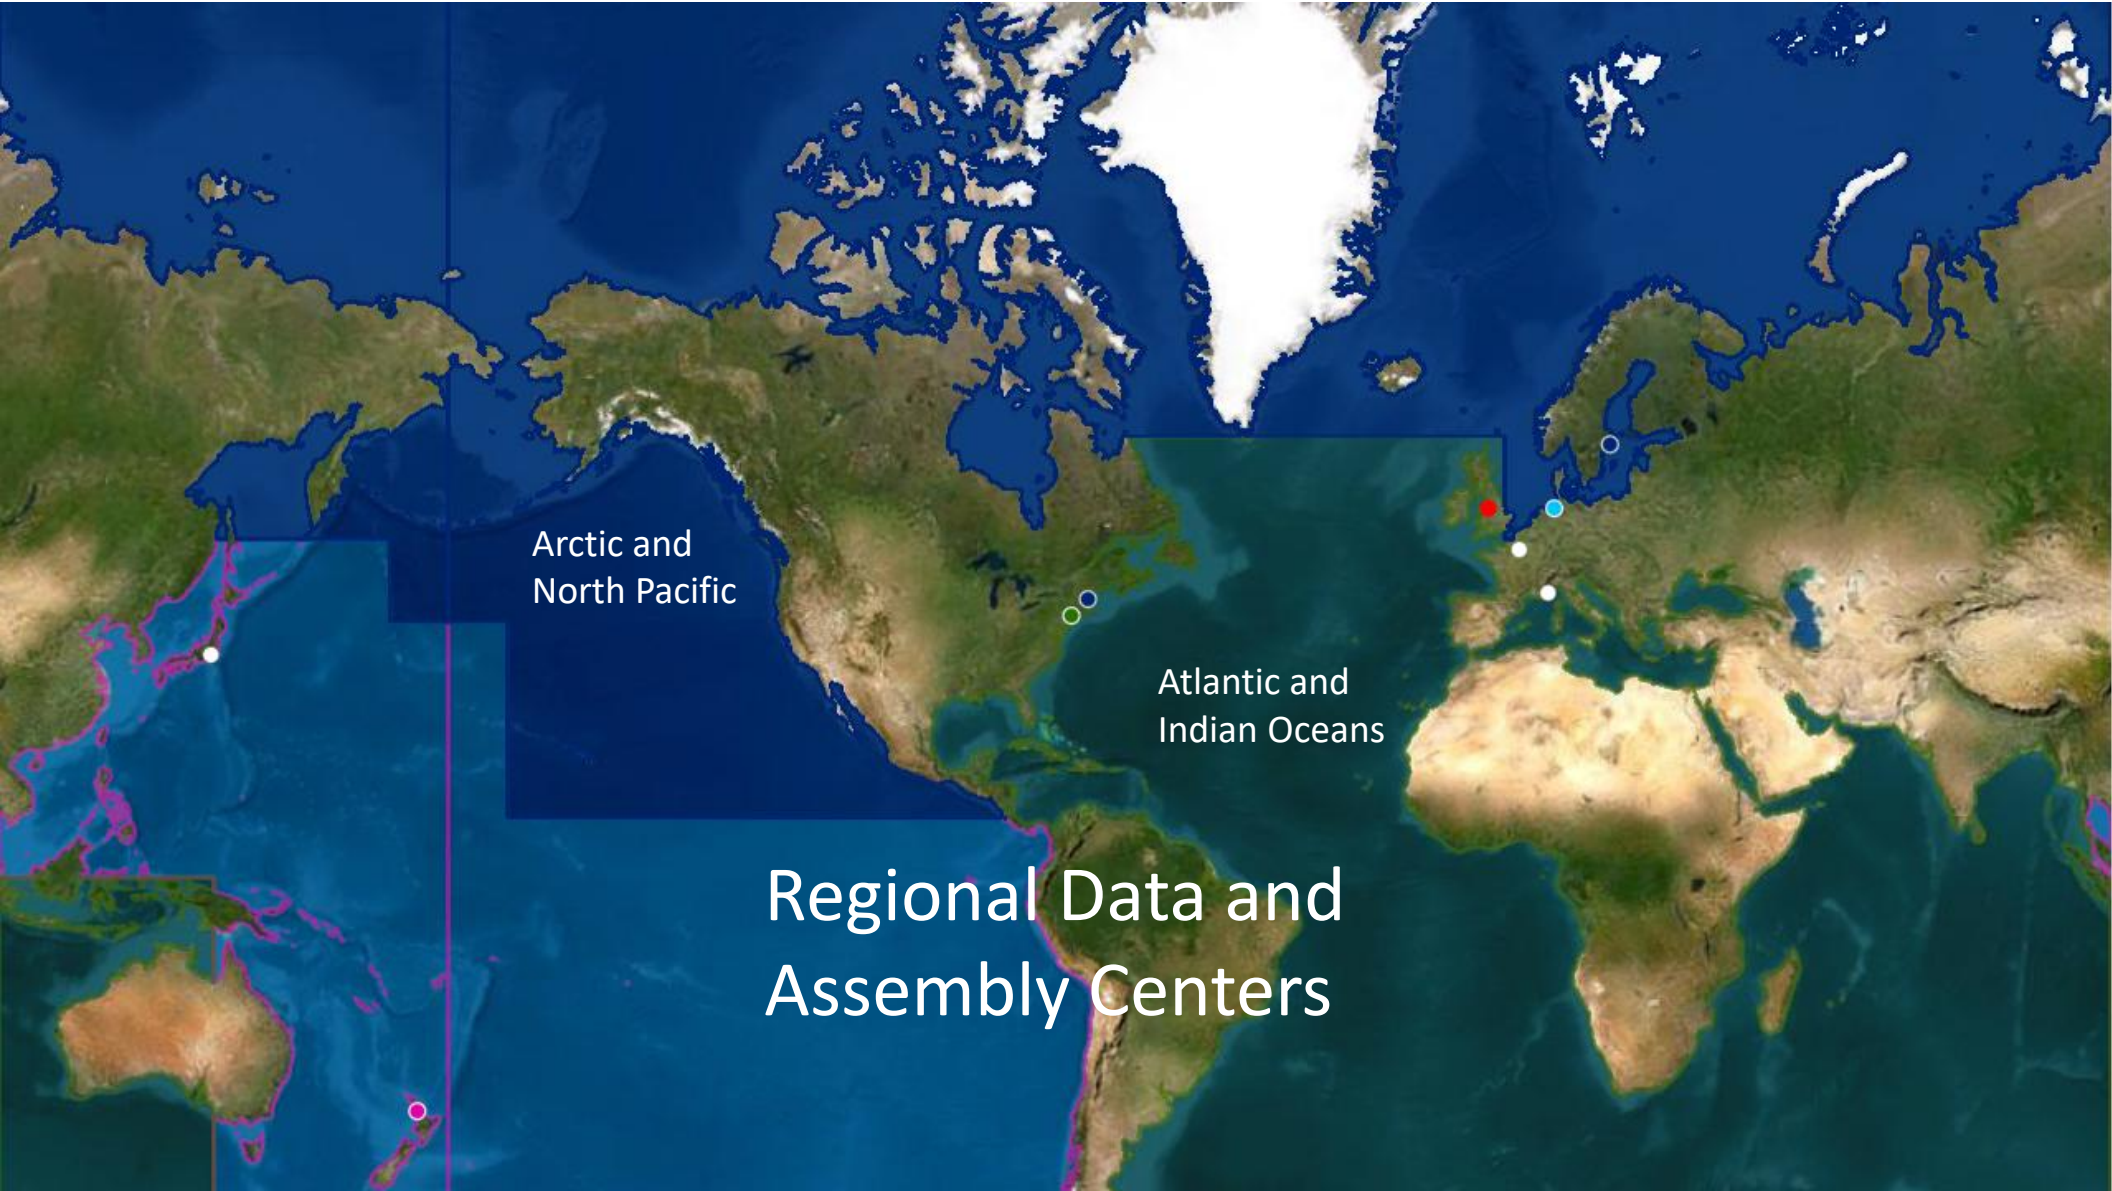 Arctic and
North Pacific
Atlantic and
Indian Oceans
Regional Data and
Assembly Centers